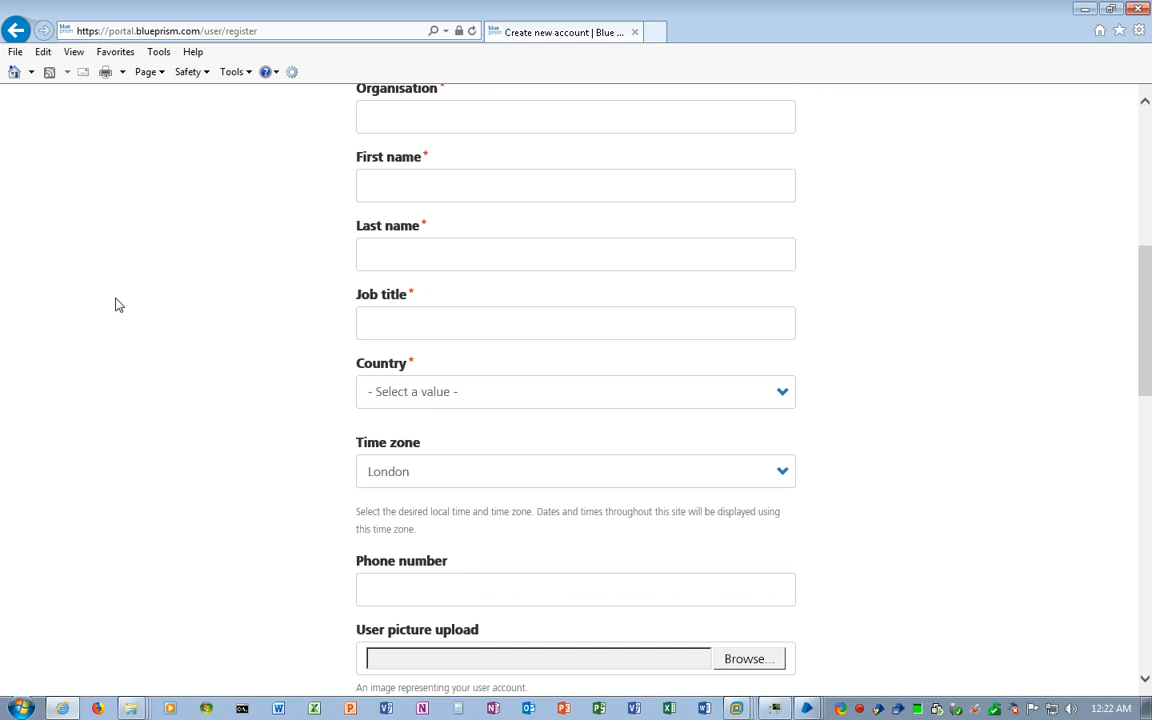 https://portal.blueprism.com/user/register
Create new account | Blue ...
File Edit View Favorites Tools Help
Page Safety Tools
Organisation *
First name *
Last name *
Job title *
Country *
- Select a value -
Time zone
London
Select the desired local time and time zone. Dates and times throughout this site will be displayed using
this time zone.
Phone number
User picture upload
Browse...
An image representing your user account.
12:22 AM